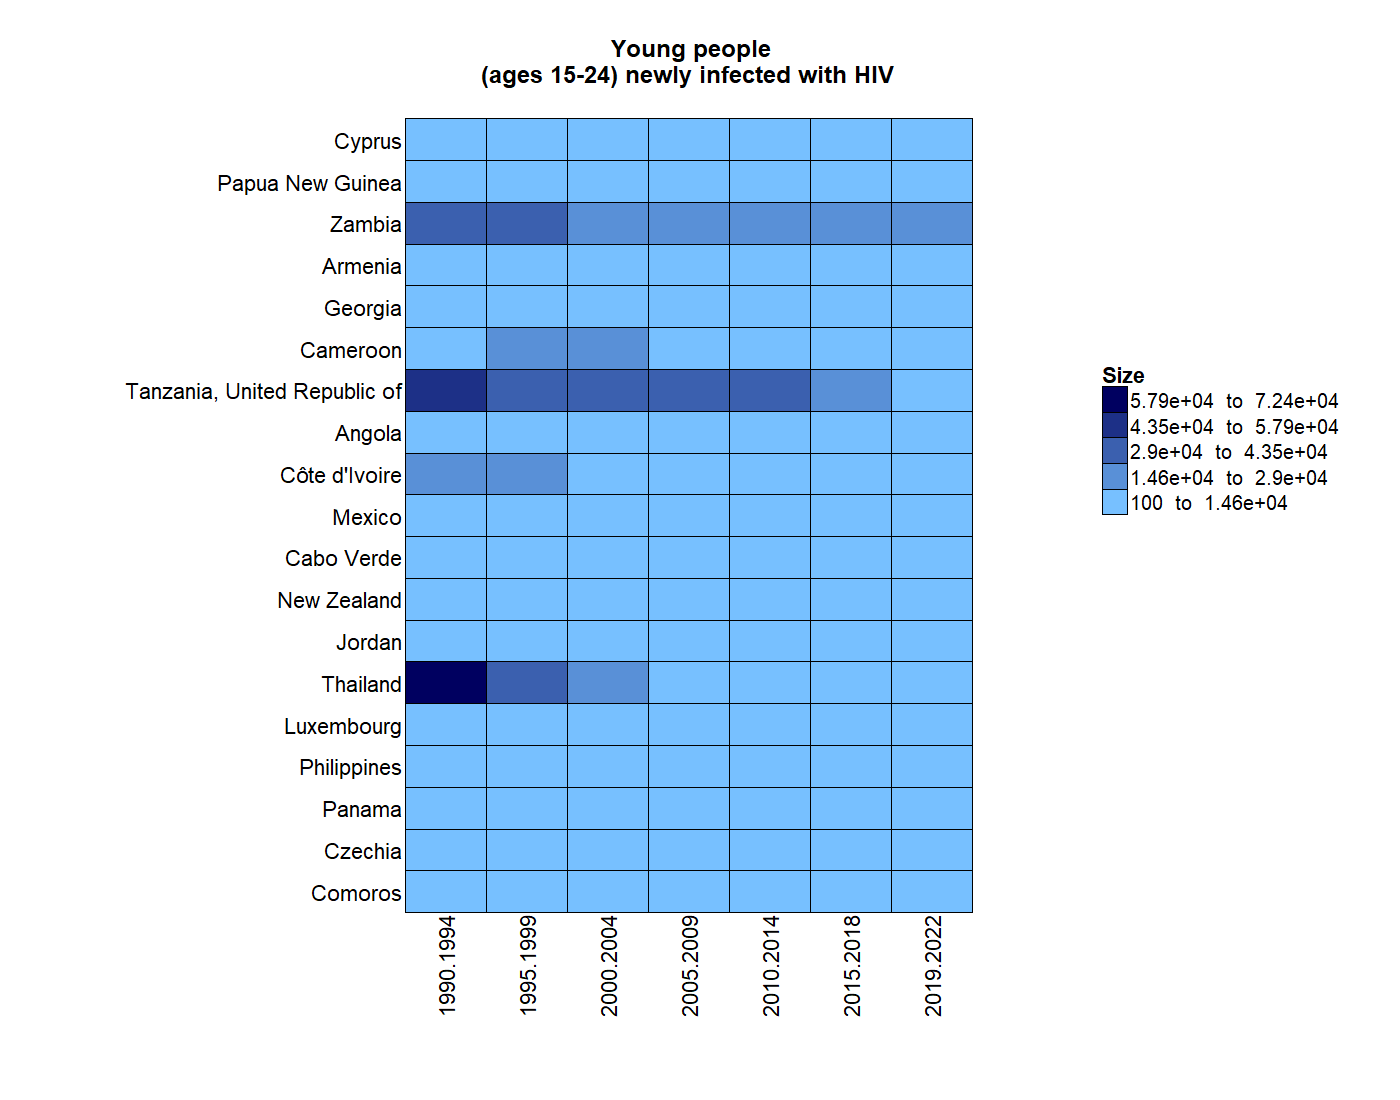 Young people
(ages 15-24) newly infected with HIV
Cyprus
Papua New Guinea
Zambia
Armenia
Georgia
Cameroon
Tanzania, United Republic of
Angola
Côte d'Ivoire
Mexico
Cabo Verde
New Zealand
Jordan
Thailand
Luxembourg
Philippines
Panama
Czechia
Comoros
1990.1994
1995.1999
2000.2004
2005.2009
2010.2014
2015.2018
2019.2022
Size
5.79e+04 to 7.24e+04
4.35e+04 to 5.79e+04
2.9e+04 to 4.35e+04
1.46e+04 to 2.9e+04
100 to 1.46e+04